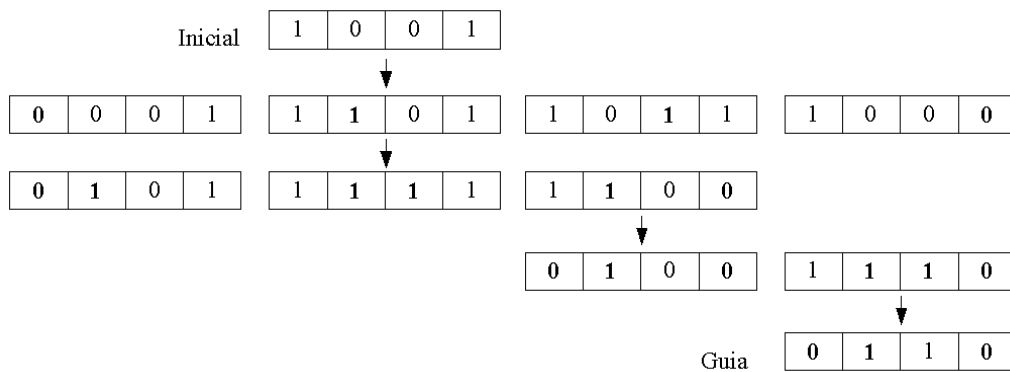 Inicial 1 0 0 1
0 0 0 1 1 1 0 1 1 0 1 1 1 0 0 0
0 1 0 1 1 1 1 1 1 1 0 0
0 1 0 0 1 1 1 0
Guia 0 1 1 0